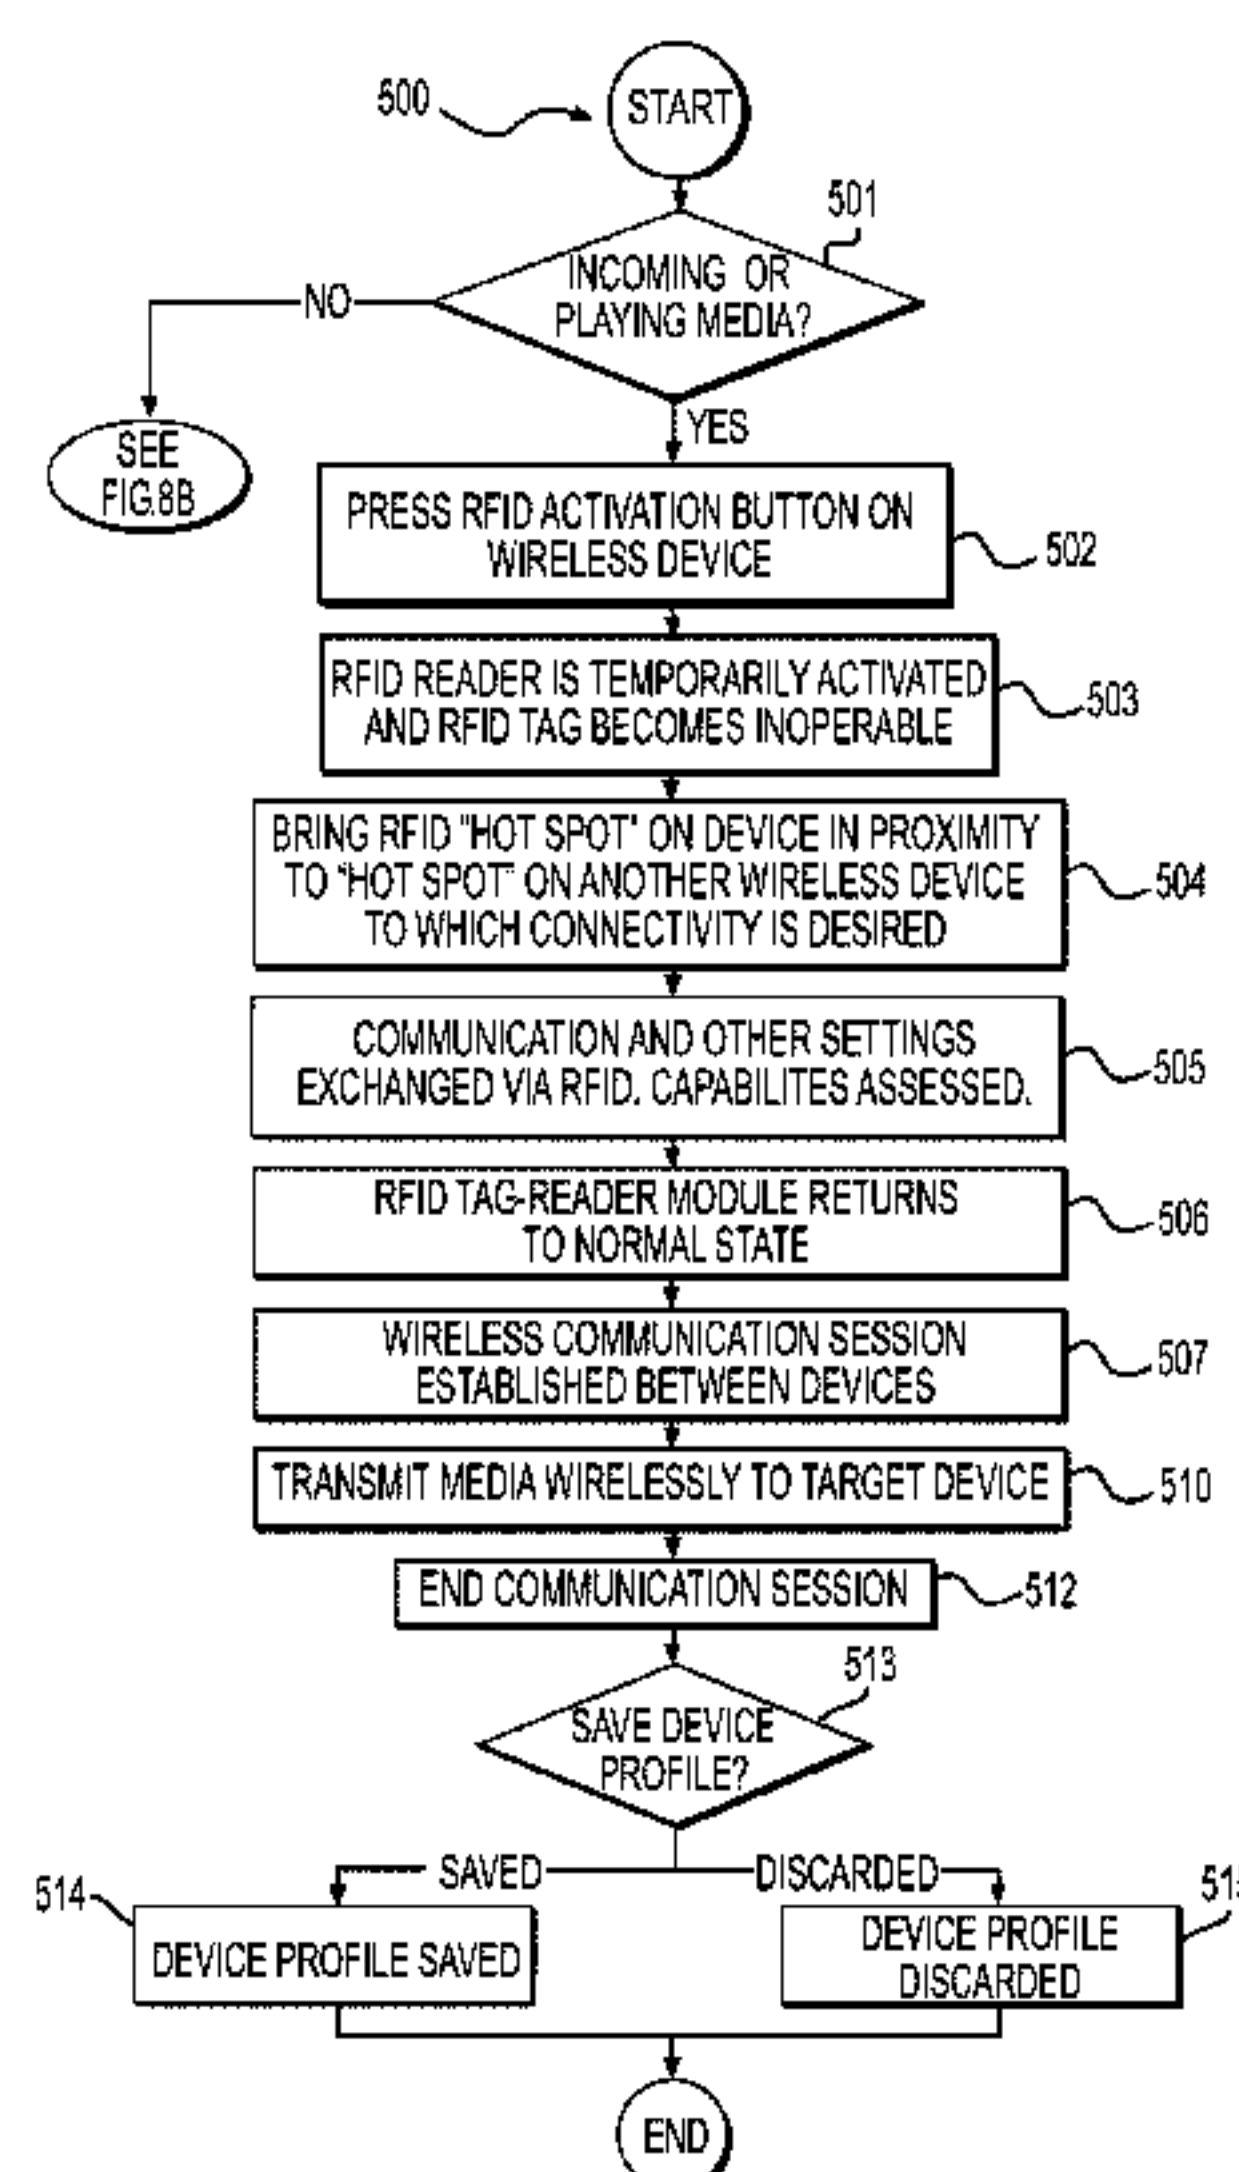 500
START
501
INCOMING OR
PLAYING MEDIA?
NO
YES
SEE
FIG.8B
PRESS RFID ACTIVATION BUTTON ON
WIRELESS DEVICE
502
RFID READER IS TEMPORARILY ACTIVATED
AND RFID TAG BECOMES INOPERABLE
503
BRING RFID "HOT SPOT" ON DEVICE IN PROXIMITY
TO "HOT SPOT" ON ANOTHER WIRELESS DEVICE
TO WHICH CONNECTIVITY IS DESIRED
504
COMMUNICATION AND OTHER SETTINGS
EXCHANGED VIA RFID. CAPABILITES ASSESSED.
505
RFID TAG-READER MODULE RETURNS
TO NORMAL STATE
506
WIRELESS COMMUNICATION SESSION
ESTABLISHED BETWEEN DEVICES
507
TRANSMIT MEDIA WIRELESSLY TO TARGET DEVICE
510
END COMMUNICATION SESSION
512
513
SAVE DEVICE
PROFILE?
SAVED
DISCARDED
514
DEVICE PROFILE SAVED
DEVICE PROFILE
DISCARDED
END